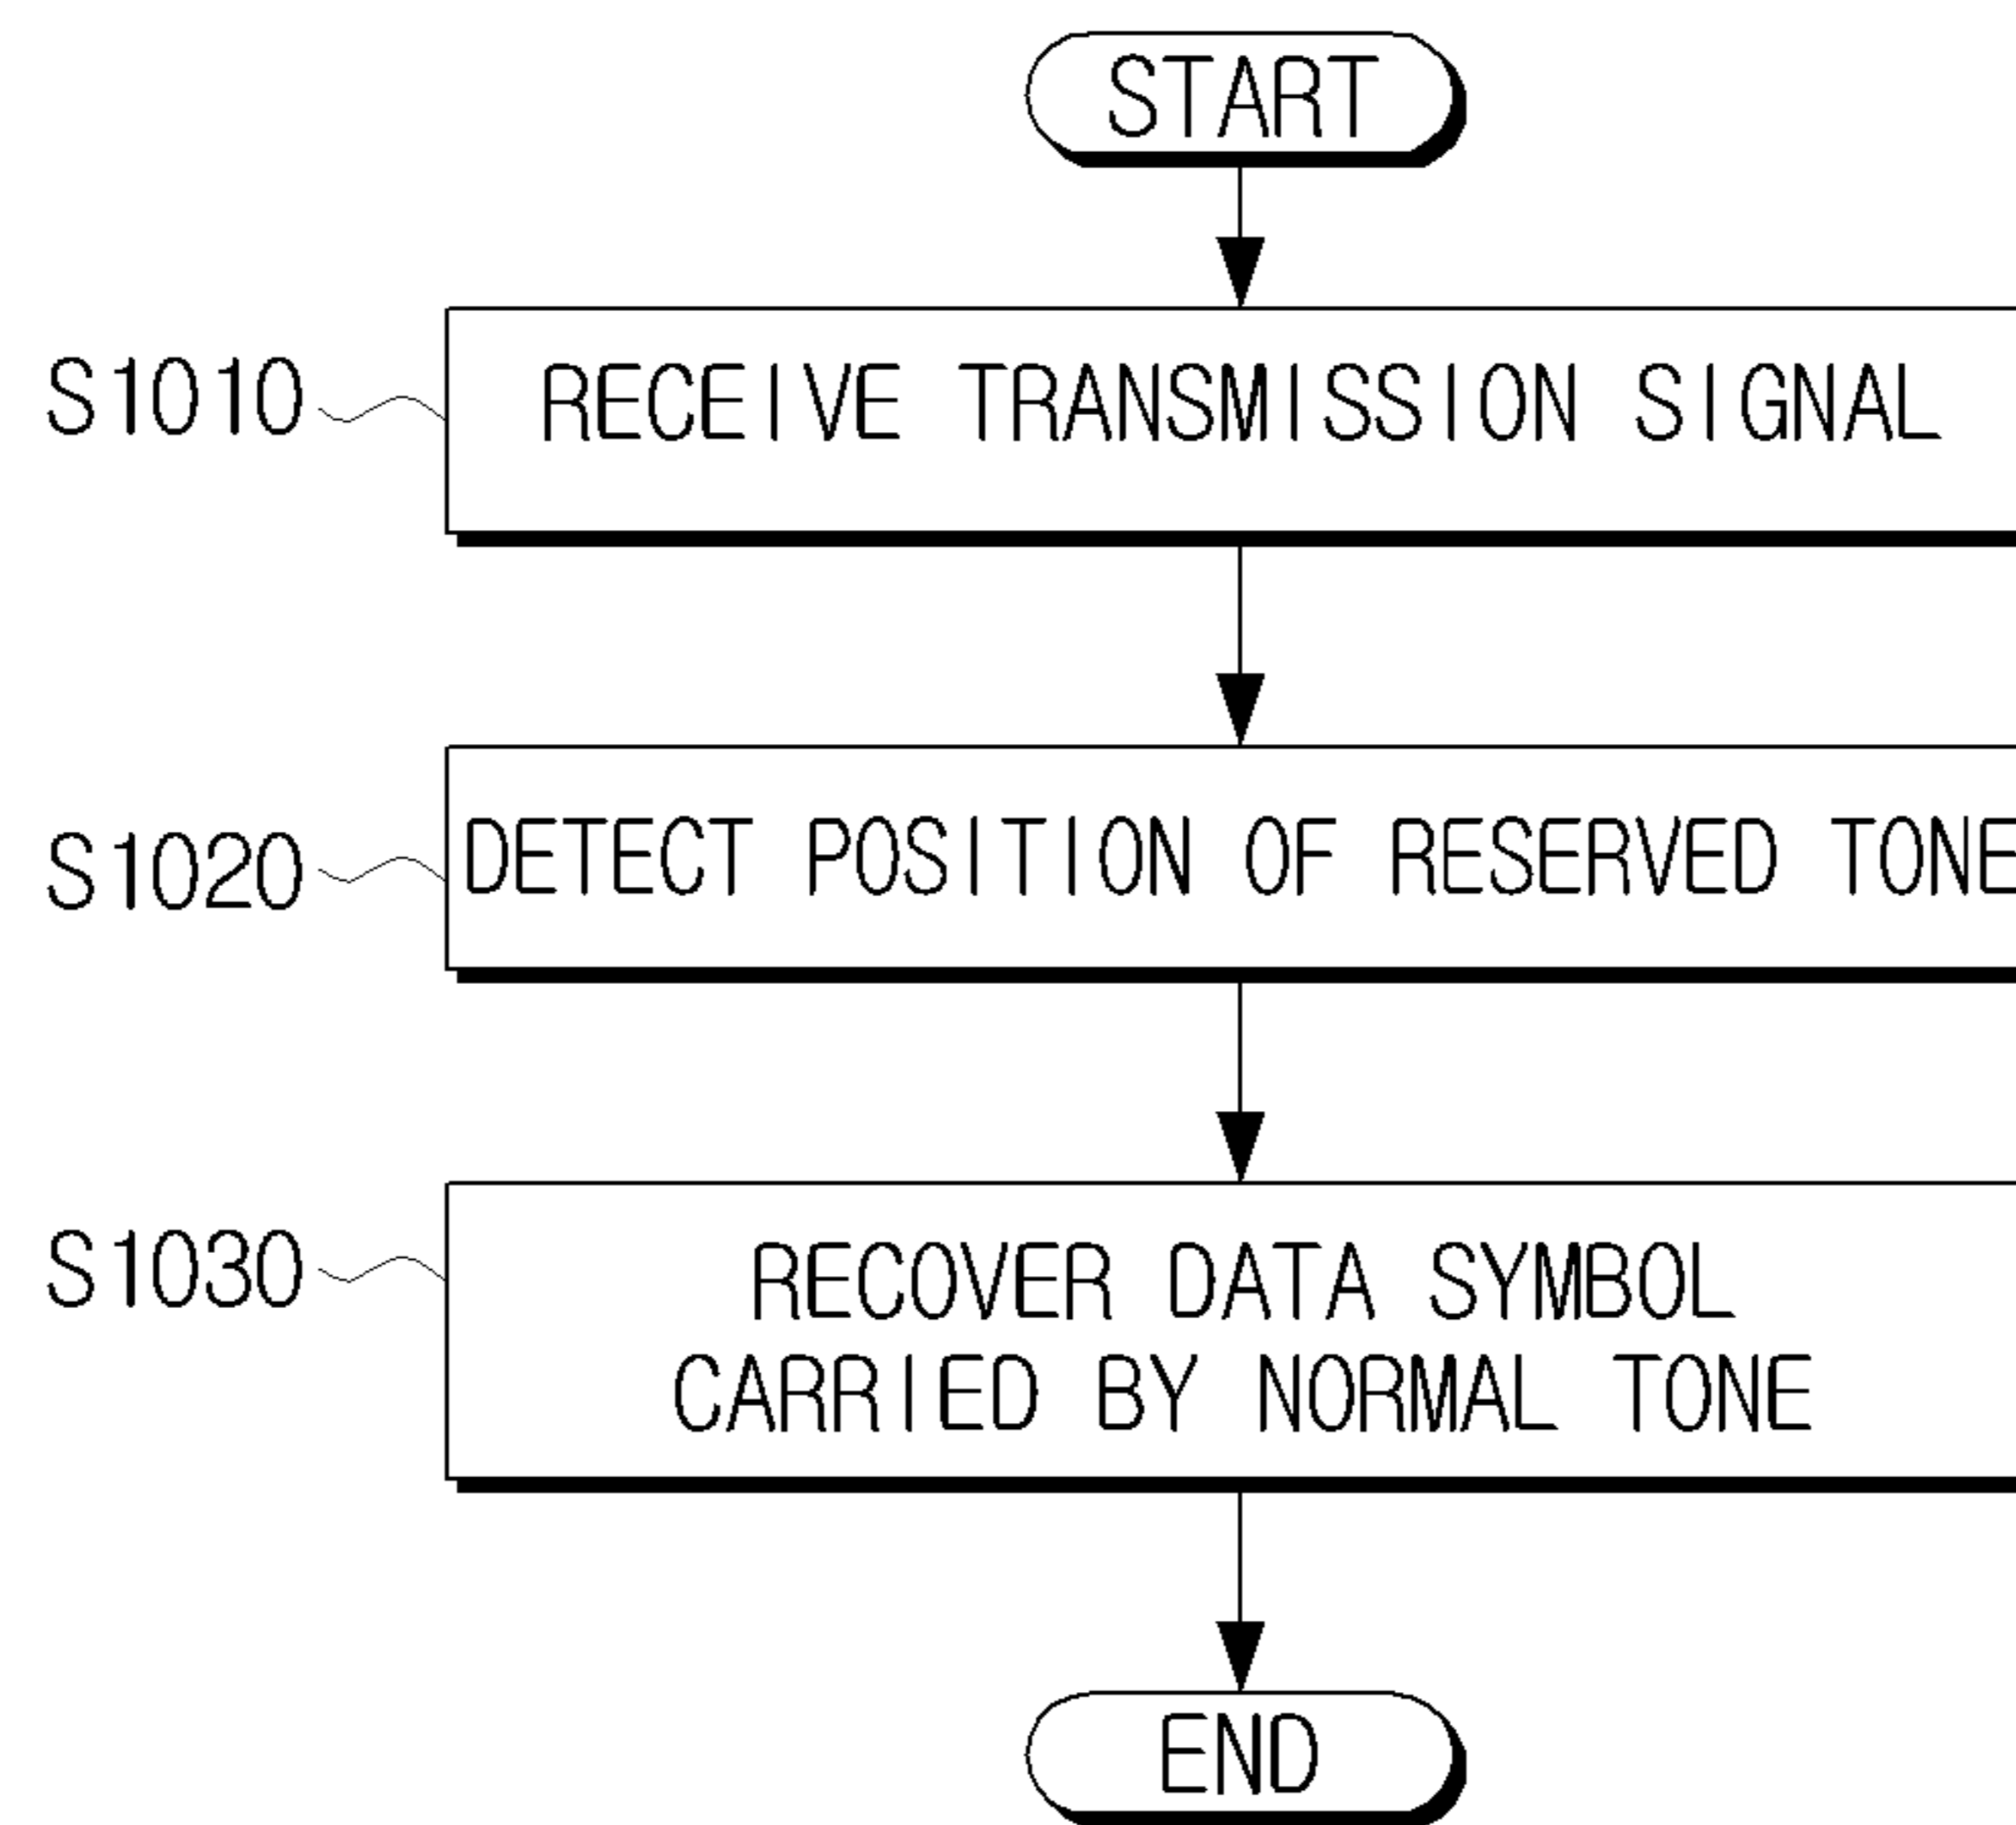 START
S1010 RECEIVE TRANSMISSION SIGNAL
S1020 DETECT POSITION OF RESERVED TONE
S1030 RECOVER DATA SYMBOL
CARRIED BY NORMAL TONE
END